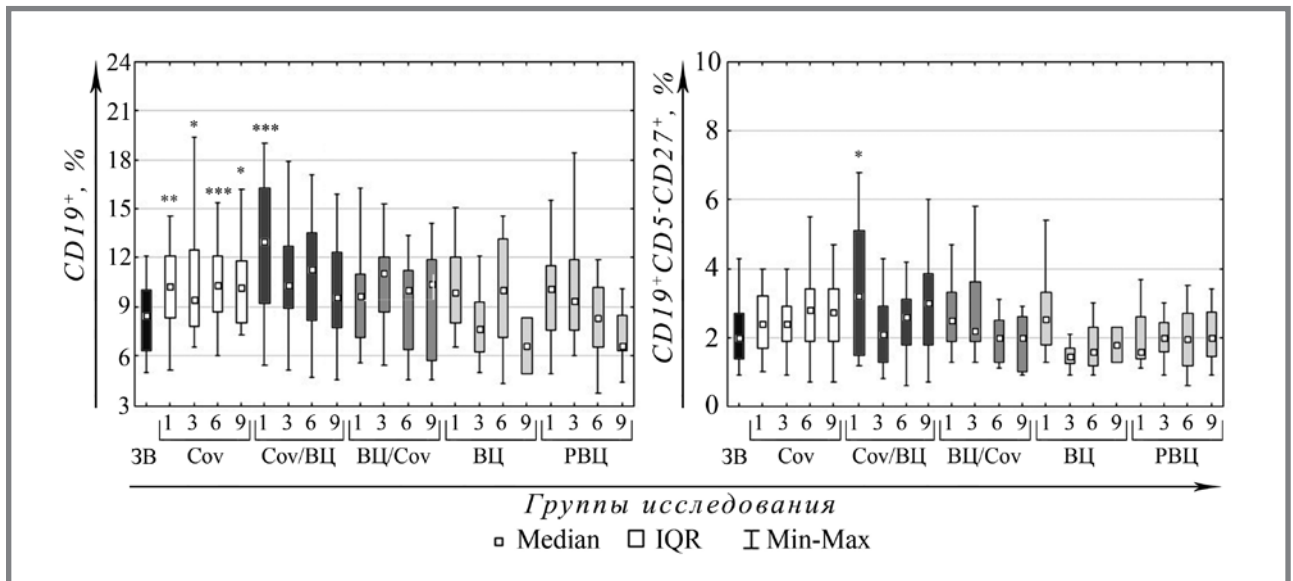 CD19⁺, %
24
21
18
15
12
9
6
3
*
***
*
*
**
***
1 3 6 9 1 3 6 9 1 3 6 9 1 3 6 9 1 3 6 9
ЗВ Cov Cov/ВЦ ВЦ/Cov ВЦ РВЦ
CD19⁺CD5⁻CD27⁺, %
10
8
6
4
2
0
*
1 3 6 9 1 3 6 9 1 3 6 9 1 3 6 9 1 3 6 9
ЗВ Cov Cov/ВЦ ВЦ/Cov ВЦ РВЦ
Группы исследования
Median IQR Min-Max